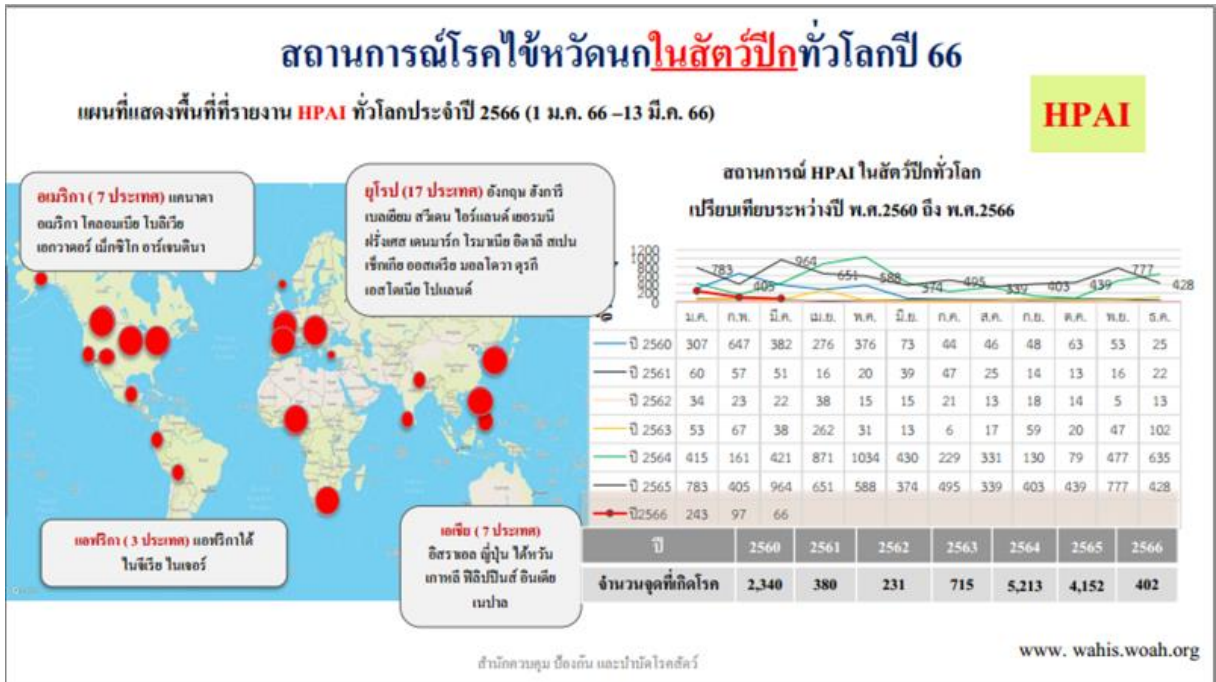 สถานการณ์โรคไข้หวัดนกในสัตว์ปีกทั่วโลกปี 66
แผนที่แสดงพื้นที่ที่รายงาน HPAI ทั่วโลกประจำปี 2566 (1 ม.ค. 66 –13 มี.ค. 66)
HPAI
อเมริกา ( 7 ประเทศ) แคนาดา
อเมริกา โคลอมเบีย โบลิเวีย
เอกวาดอร์ เม็กซิโก อาร์เจนตินา
ยุโรป (17 ประเทศ) อังกฤษ ฮังการี
เบลเยียม สวีเดน ไอร์แลนด์ เยอรมนี
ฝรั่งเศส เดนมาร์ก โรมาเนีย อิตาลี สเปน
เช็กเกีย ออสเตรีย มอลโดวา ตุรกี
เอสโตเนีย โปแลนด์
แอฟริกา ( 3 ประเทศ) แอฟริกาใต้
ไนจีเรีย ไนเจอร์
เอเชีย ( 7 ประเทศ)
อิสราเอล ญี่ปุ่น ไต้หวัน
เกาหลี ฟิลิปปินส์ อินเดีย
เนปาล
สถานการณ์ HPAI ในสัตว์ปีกทั่วโลก
เปรียบเทียบระหว่างปี พ.ศ.2560 ถึง พ.ศ.2566
1200
1000
800
600
400
200
0
783 405 964 651 588 374 495 339 403 439 777 428
ม.ค. ก.พ. มี.ค. เม.ย. พ.ค. มิ.ย. ก.ค. ส.ค. ก.ย. ต.ค. พ.ย. ธ.ค.
ปี 2560 307 647 382 276 376 73 44 46 48 63 53 25
ปี 2561 60 57 51 16 20 39 47 25 14 13 16 22
ปี 2562 34 23 22 38 15 15 21 13 18 14 5 13
ปี 2563 53 67 38 262 31 13 6 17 59 20 47 102
ปี 2564 415 161 421 871 1034 430 229 331 130 79 477 635
ปี 2565 783 405 964 651 588 374 495 339 403 439 777 428
ปี2566 243 97 66
ปี 2560 2561 2562 2563 2564 2565 2566
จำนวนจุดที่เกิดโรค 2,340 380 231 715 5,213 4,152 402
www. wahis.woah.org
สำนักควบคุม ป้องกัน และบำบัดโรคสัตว์